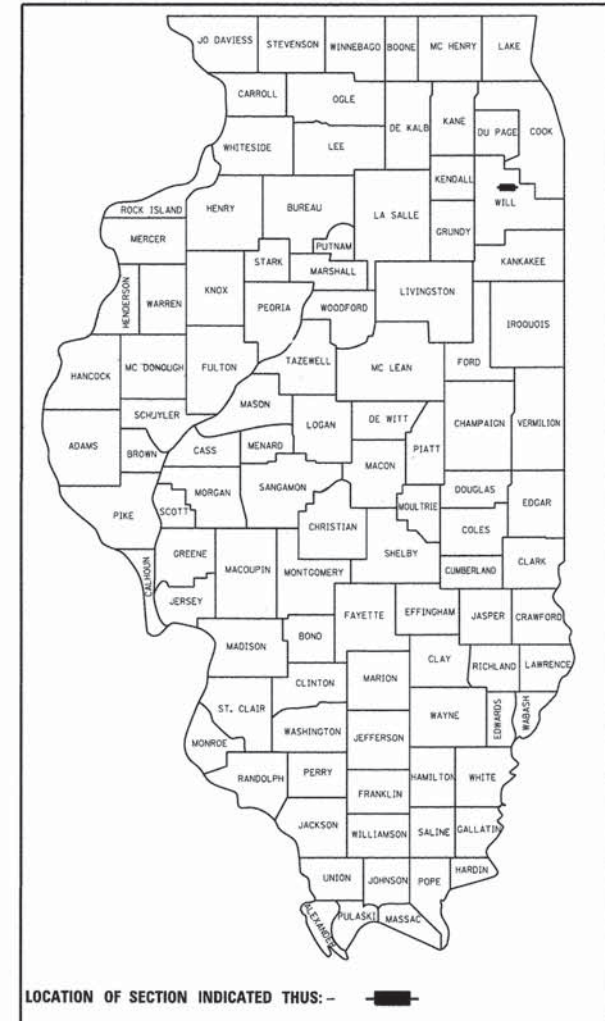 JO DAVIESS STEVENSON WINNEBAGO BOONE MC HENRY LAKE
CARROLL OGLE DE KALB KANE DU PAGE COOK
WHITESIDE LEE KENDALL WILL
ROCK ISLAND HENRY BUREAU LA SALLE GRUNDY
MERCER PUTNAM KANKAKEE
HENDERSON WARREN KNOX STARK MARSHALL LIVINGSTON IROQUOIS
PEORIA WOODFORD
HANCOCK MC DONOUGH FULTON TAZEWELL MC LEAN FORD
SCHUYLER MASON LOGAN DE WITT CHAMPAIGN VERMILION
ADAMS BROWN CASS MENARD MACON PIATT
PIKE SCOTT MORGAN SANGAMON CHRISTIAN MOULTRIE DOUGLAS EDGAR
COLES
CALHOUN GREENE MACOUPIN MONTGOMERY SHELBY CUMBERLAND CLARK
JERSEY FAYETTE EFFINGHAM JASPER CRAWFORD
MADISON BOND CLAY RICHLAND LAWRENCE
CLINTON MARION
ST. CLAIR WASHINGTON JEFFERSON WAYNE EDWARDS WABASH
MONROE
RANDOLPH PERRY FRANKLIN HAMILTON WHITE
JACKSON WILLIAMSON SALINE GALLATIN
UNION JOHNSON POPE HARDIN
ALEXANDER PULASKI MASSAC
LOCATION OF SECTION INDICATED THUS: -